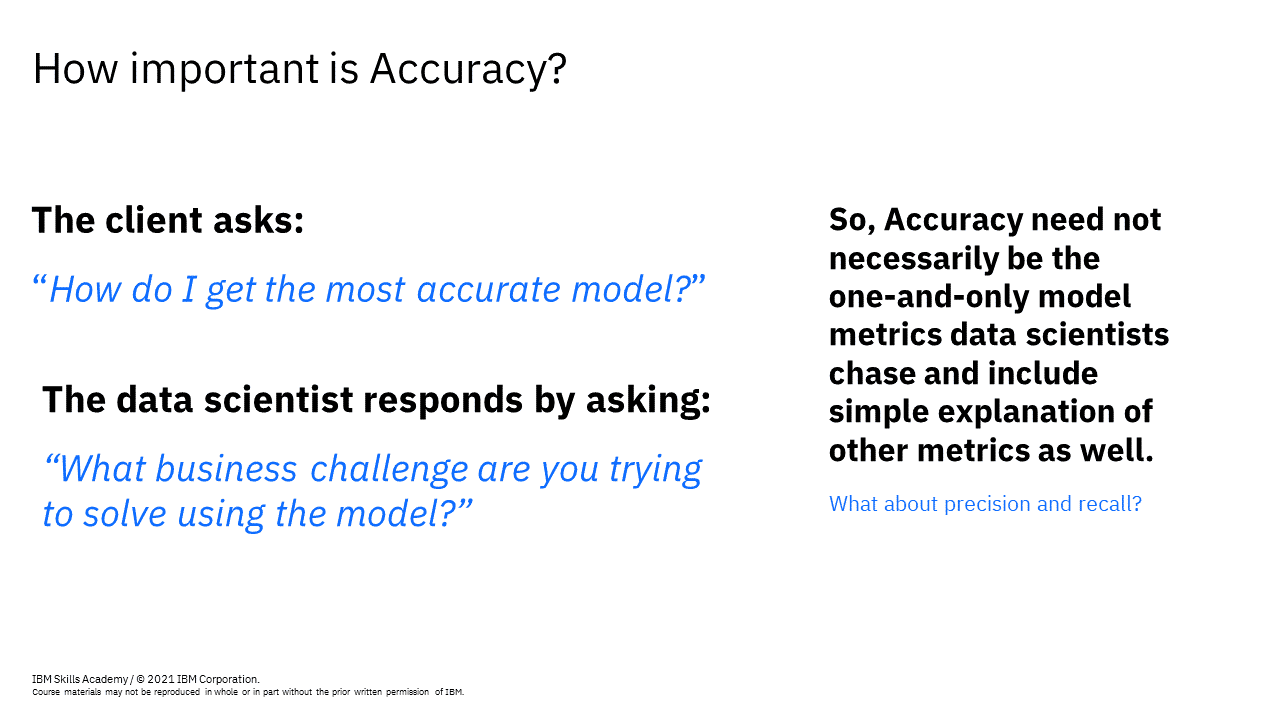 How important is Accuracy?
The client asks:
“How do I get the most accurate model?”
The data scientist responds by asking:
“What business challenge are you trying
to solve using the model?”
So, Accuracy need not
necessarily be the
one-and-only model
metrics data scientists
chase and include
simple explanation of
other metrics as well.
What about precision and recall?
IBM Skills Academy / © 2021 IBM Corporation.
Course materials may not be reproduced in whole or in part without the prior written permission of IBM.